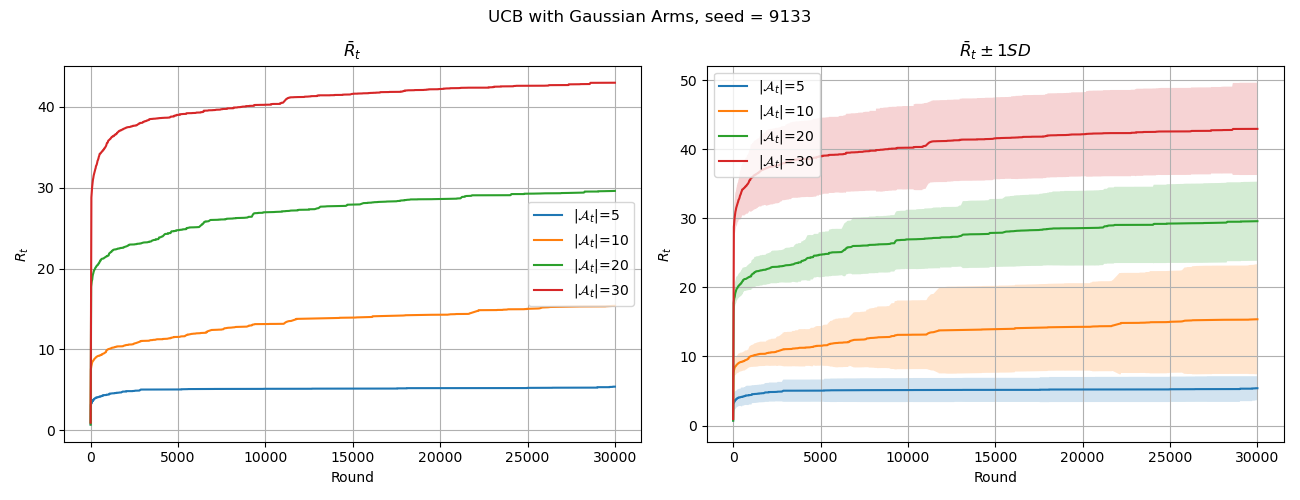 UCB with Gaussian Arms, seed = 9133
R̄ₜ
Rₜ
40
30
20
10
0
|𝒜ₜ|=5
|𝒜ₜ|=10
|𝒜ₜ|=20
|𝒜ₜ|=30
0 5000 10000 15000 20000 25000 30000
Round
R̄ₜ ± 1SD
Rₜ
50
40
30
20
10
0
|𝒜ₜ|=5
|𝒜ₜ|=10
|𝒜ₜ|=20
|𝒜ₜ|=30
0 5000 10000 15000 20000 25000 30000
Round